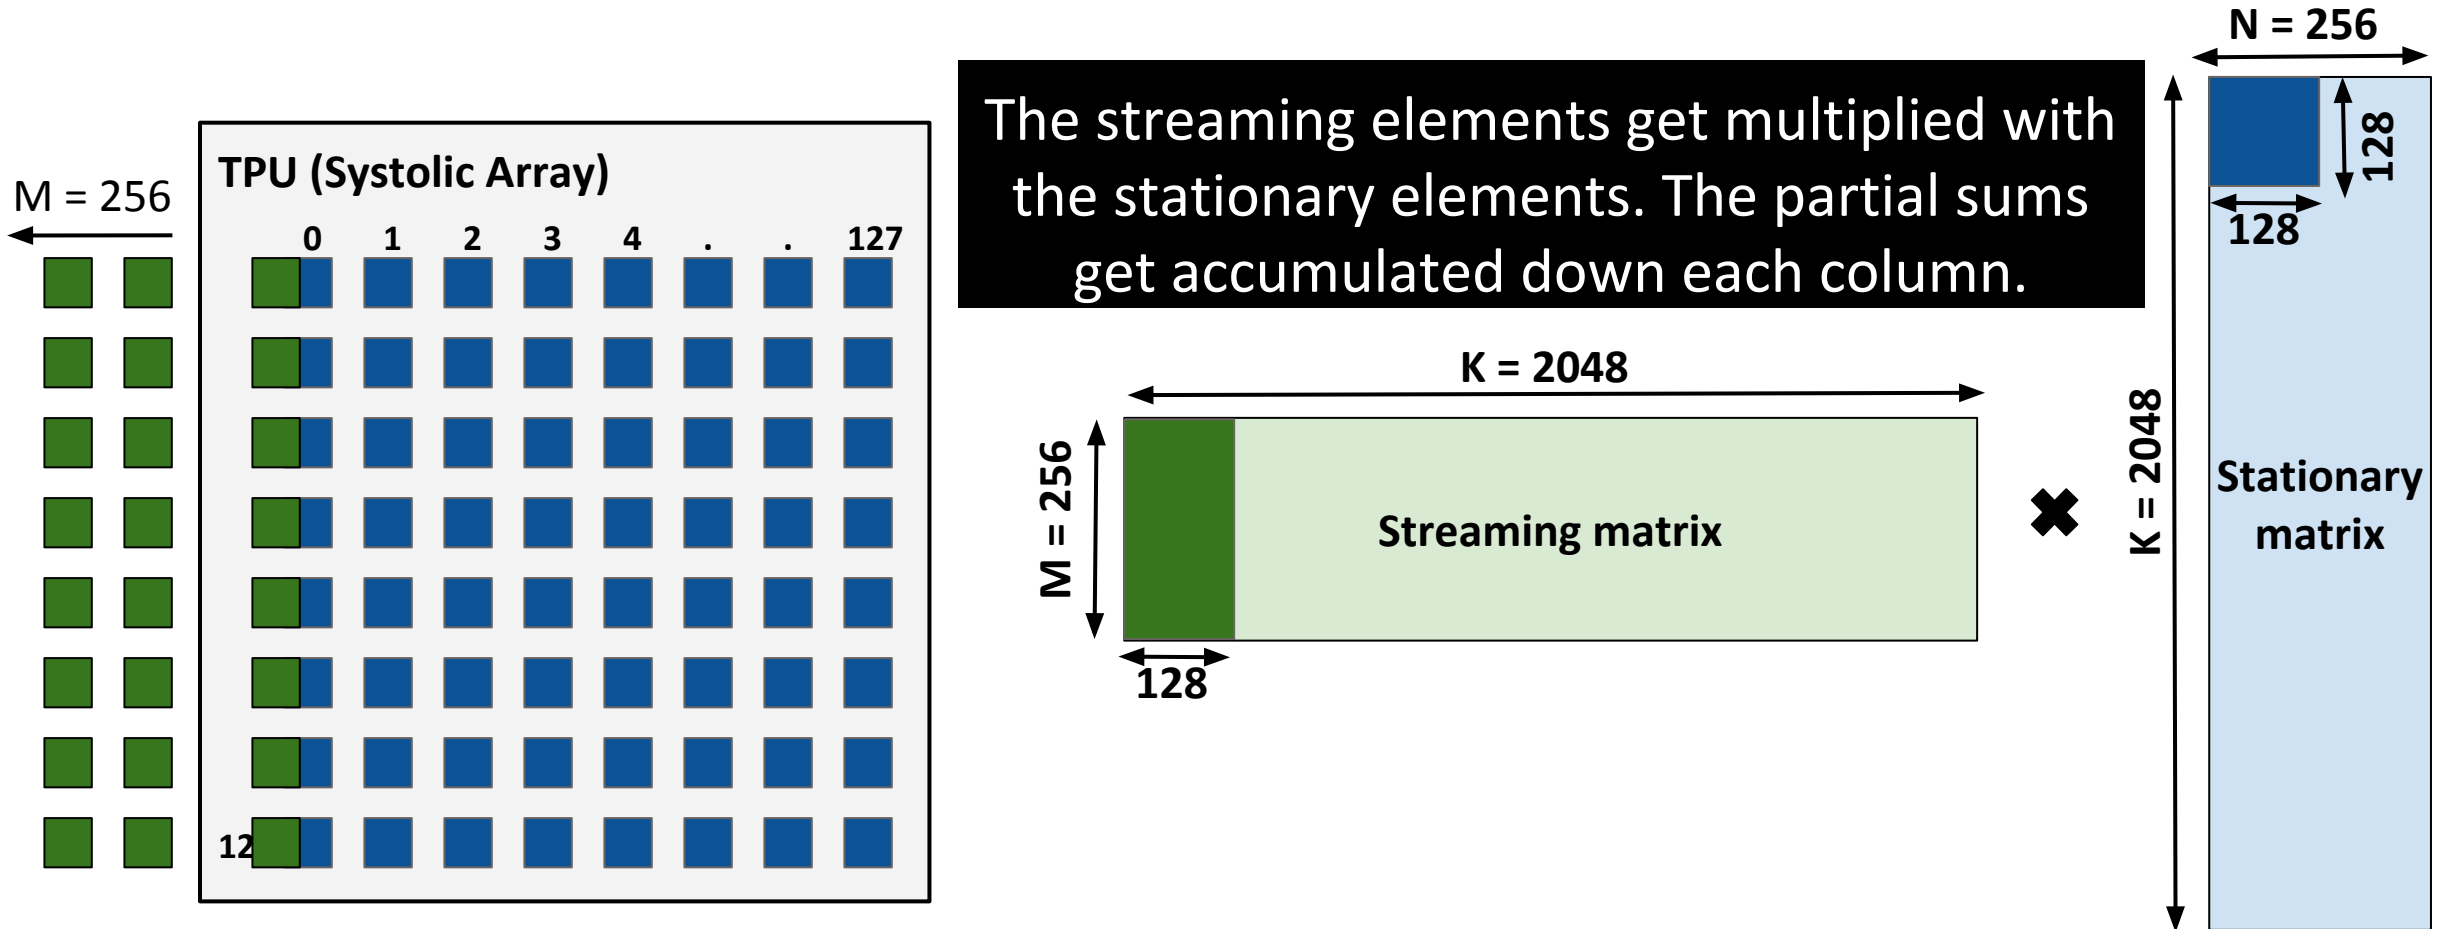 M = 256
TPU (Systolic Array)
0 1 2 3 4 . . 127
12
The streaming elements get multiplied with
the stationary elements. The partial sums
get accumulated down each column.
K = 2048
M = 256
Streaming matrix
128
N = 256
128
128
K = 2048
Stationary
matrix